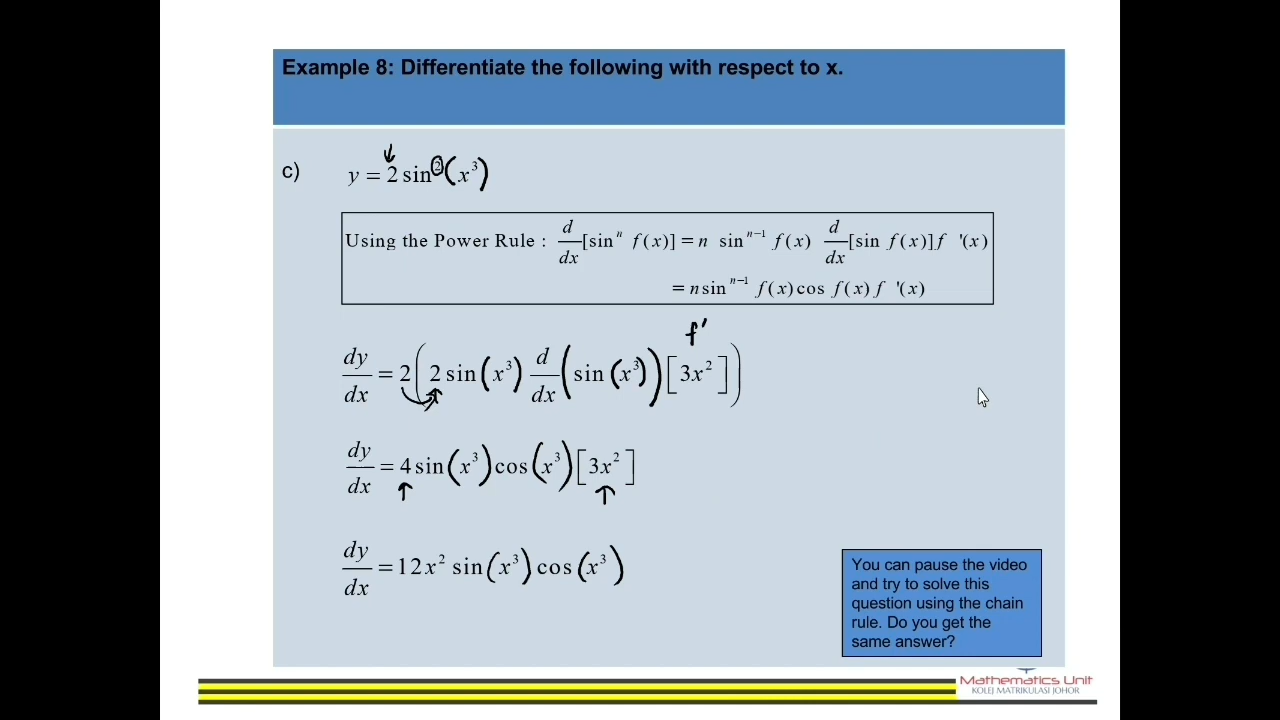 Example 8: Differentiate the following with respect to x.
c) y = 2 sin²(x³)
Using the Power Rule : d/dx [sinⁿ f(x)] = n sinⁿ⁻¹ f(x) d/dx [sin f(x)] f '(x)
= n sinⁿ⁻¹ f(x) cos f(x) f '(x)
f'
dy/dx = 2(2 sin(x³) d/dx (sin(x³)) [3x²])
dy/dx = 4 sin(x³) cos(x³) [3x²]
dy/dx = 12x² sin(x³) cos(x³)
You can pause the video
and try to solve this
question using the chain
rule. Do you get the
same answer?
Mathematics Unit
KOLEJ MATRIKULASI JOHOR